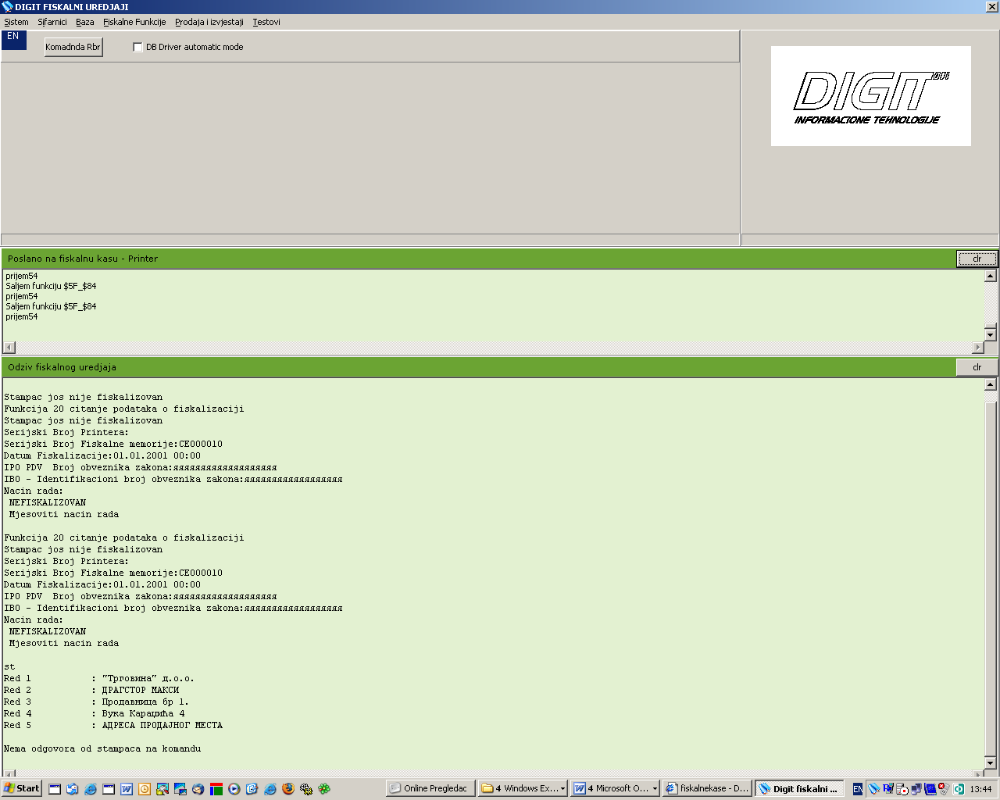 DIGIT FISKALNI UREDJAJI
Sistem Sifarnici Baza Fiskalne Funkcije Prodaja i izvjestaji Testovi
EN
Komadnda Rbr
DB Driver automatic mode
DIGIT
INFORMACIONE TEHNOLOGIJE
Poslano na fiskalnu kasu - Printer
clr
prijem54
Saljem funkciju $5F_$84
prijem54
Saljem funkciju $5F_$84
prijem54
Odziv fiskalnog uredjaja
clr
Stampac jos nije fiskalizovan
Funkcija 20 citanje podataka o fiskalizaciji
Stampac jos nije fiskalizovan
Serijski Broj Printera:
Serijski Broj Fiskalne memorije:CE000010
Datum Fiskalizacije:01.01.2001 00:00
IPO PDV  Broj obveznika zakona:яяяяяяяяяяяяяяяяяяя
IBO - Identifikacioni broj obveznika zakona:яяяяяяяяяяяяяяяяяя
Nacin rada:
NEFISKALIZOVAN
Mjesoviti nacin rada
Funkcija 20 citanje podataka o fiskalizaciji
Stampac jos nije fiskalizovan
Serijski Broj Printera:
Serijski Broj Fiskalne memorije:CE000010
Datum Fiskalizacije:01.01.2001 00:00
IPO PDV  Broj obveznika zakona:яяяяяяяяяяяяяяяяяяя
IBO - Identifikacioni broj obveznika zakona:яяяяяяяяяяяяяяяяяя
Nacin rada:
NEFISKALIZOVAN
Mjesoviti nacin rada
st
Red 1 : "Трговина" д.о.о.
Red 2 : ДРАГСТОР МАКСИ
Red 3 : Продавница бр 1.
Red 4 : Вука Караџића 4
Red 5 : АДРЕСА ПРОДАЈНОГ МЕСТА
Nema odgovora od stampaca na komandu
Start Online Pregledac 4 Windows Ex... 4 Microsoft O... fiskalnekase - D... Digit fiskalni ... EN 13:44